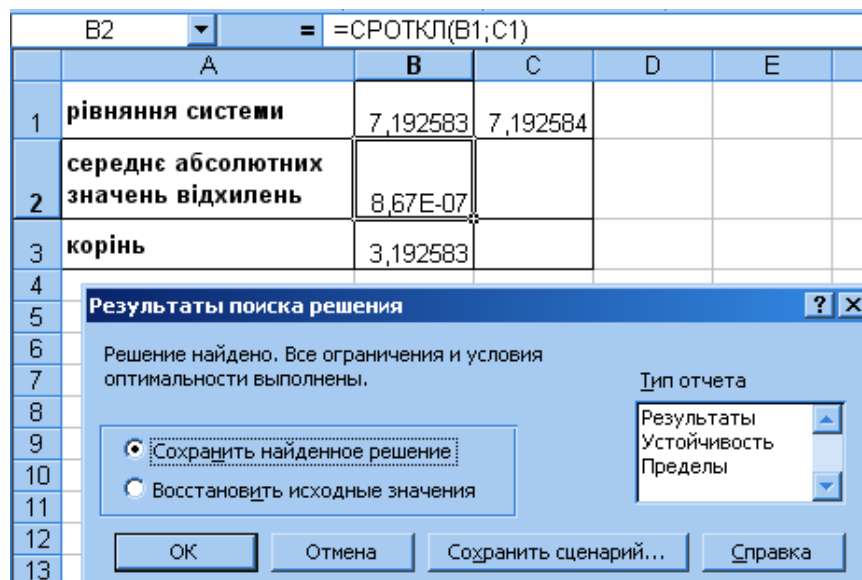 B2 = =СРОТКЛ(B1;C1)
A B C D E
1 рівняння системи 7,192583 7,192584
середнє абсолютних
2 значень відхилень 8,67E-07
3 корінь 3,192583
4
5 Результаты поиска решения ? X
6 Решение найдено. Все ограничения и условия
7 оптимальности выполнены. Тип отчета
8 Результаты
9 Сохранить найденное решение Устойчивость
10 Пределы
11 Восстановить исходные значения
12 ОК Отмена Сохранить сценарий... Справка
13